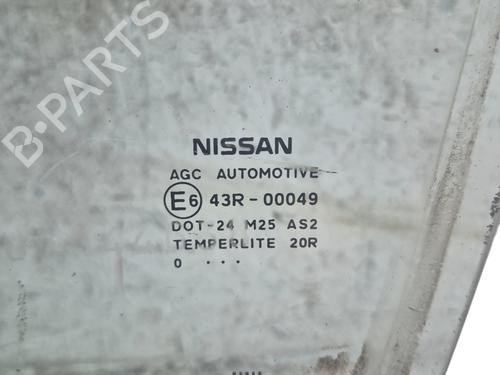 B-PARTS
NISSAN
AGC AUTOMOTIVE
E6 43R-00049
DOT-24 M25 AS2
TEMPERLITE 20R
0 ...